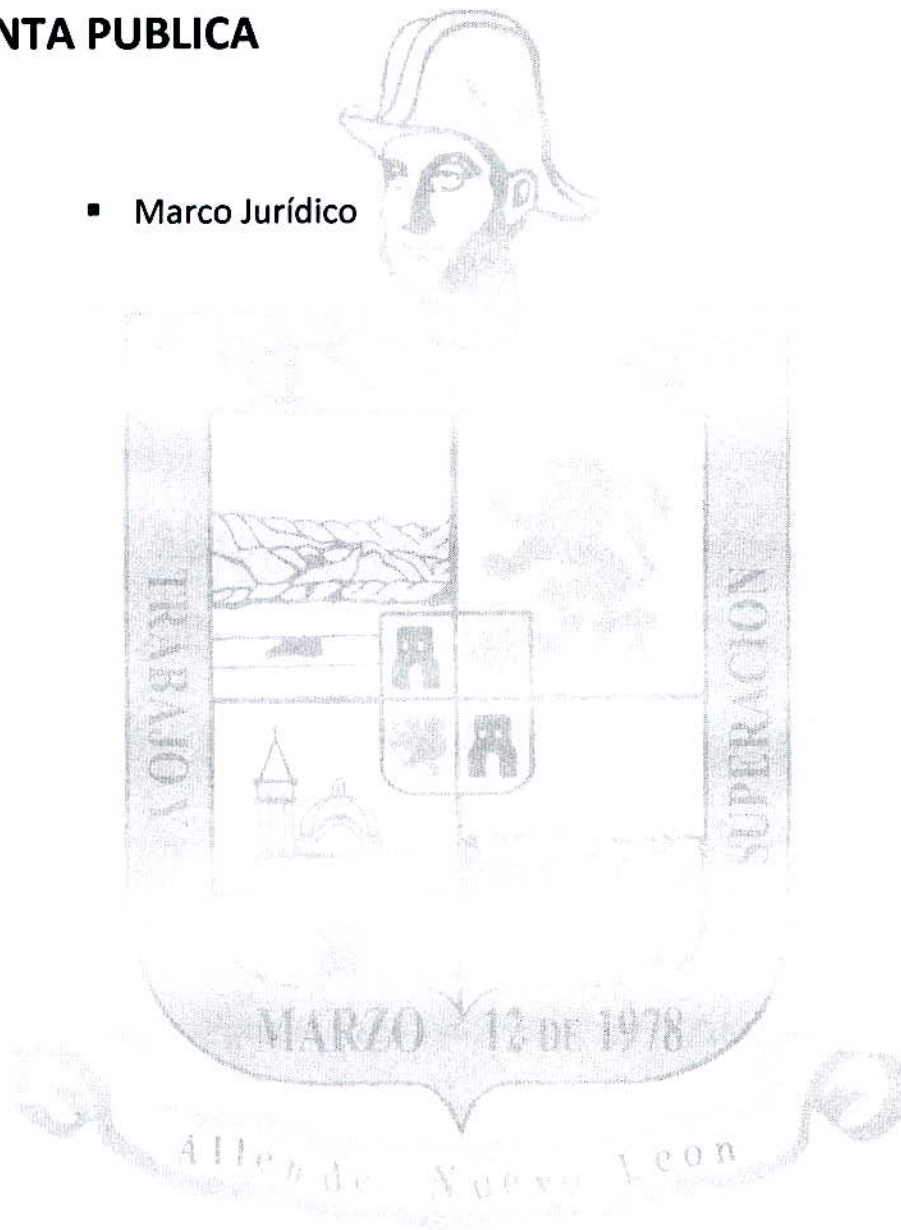 NTA PUBLICA
▪ Marco Jurídico
TRABAJO Y
SUPERACION
MARZO 12 DE 1978
Allende, Nuevo Leon